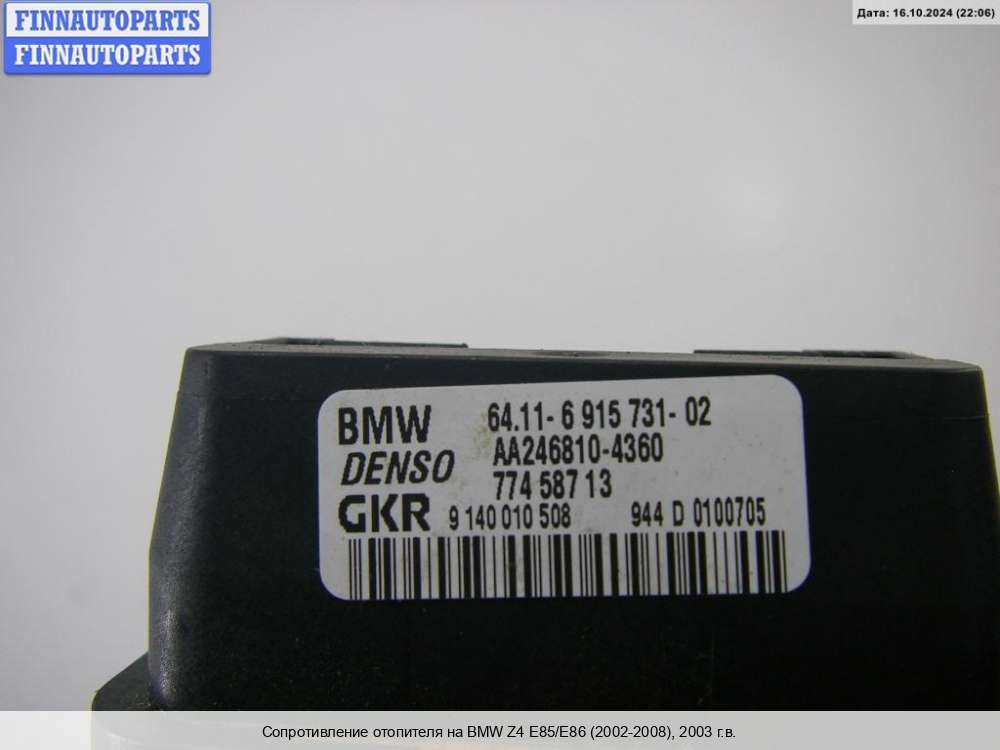 FINNAUTOPARTS
FINNAUTOPARTS
Дата: 16.10.2024 (22:06)
BMW 64.11- 6 915 731- 02
DENSO AA246810-4360
774 587 13
GKR 9 140 010 508 944 D 0100705
Сопротивление отопителя на BMW Z4 E85/E86 (2002-2008), 2003 г.в.